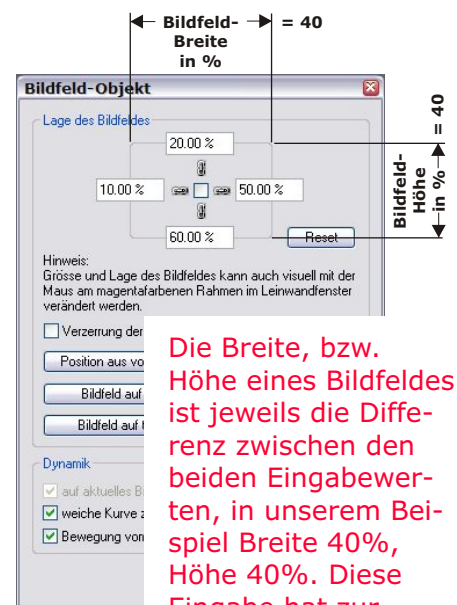 Bildfeld- = 40
Breite
in %
Bildfeld-Objekt
Lage des Bildfeldes
20.00 %
10.00 % 50.00 %
60.00 %
Reset
Bildfeld-
Höhe
in %
= 40
Hinweis:
Grösse und Lage des Bildfeldes kann auch visuell mit der
Maus am magentafarbenen Rahmen im Leinwandfenster
verändert werden.
Verzerrung der
Position aus vo
Bildfeld auf
Bildfeld auf
Dynamik
auf aktuelles
weiche Kurve
Bewegung von
Die Breite, bzw.
Höhe eines Bildfeldes
ist jeweils die Diffe-
renz zwischen den
beiden Eingabewer-
ten, in unserem Bei-
spiel Breite 40%,
Höhe 40%. Diese
Eingabe hat zur